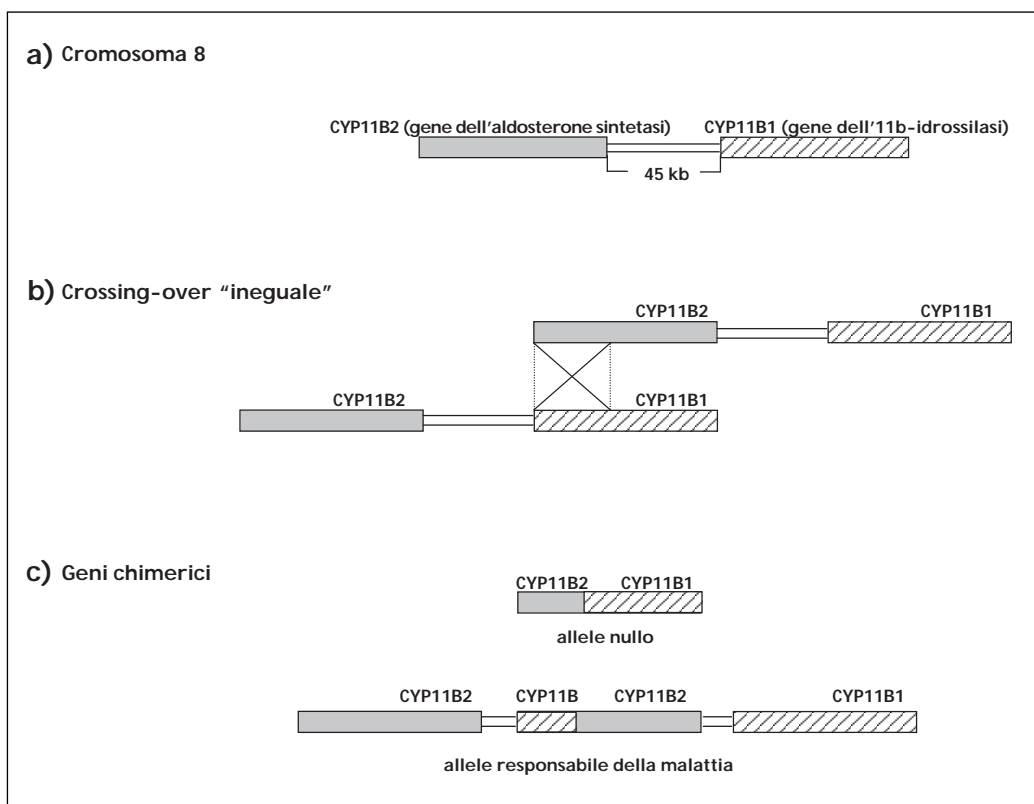 a) Cromosoma 8
CYP11B2 (gene dell'aldosterone sintetasi) CYP11B1 (gene dell'11b-idrossilasi)
45 kb
b) Crossing-over "ineguale"
CYP11B2 CYP11B1
CYP11B2 CYP11B1
c) Geni chimerici
CYP11B2 CYP11B1
allele nullo
CYP11B2 CYP11B CYP11B2 CYP11B1
allele responsabile della malattia